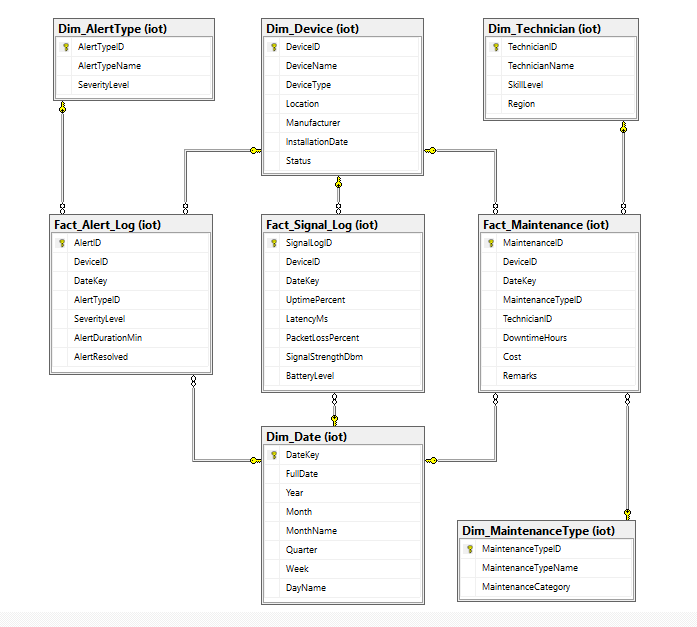 Dim_AlertType (iot)
AlertTypeID
AlertTypeName
SeverityLevel
Dim_Device (iot)
DeviceID
DeviceName
DeviceType
Location
Manufacturer
InstallationDate
Status
Dim_Technician (iot)
TechnicianID
TechnicianName
SkillLevel
Region
Fact_Alert_Log (iot)
AlertID
DeviceID
DateKey
AlertTypeID
SeverityLevel
AlertDurationMin
AlertResolved
Fact_Signal_Log (iot)
SignalLogID
DeviceID
DateKey
UptimePercent
LatencyMs
PacketLossPercent
SignalStrengthDbm
BatteryLevel
Fact_Maintenance (iot)
MaintenanceID
DeviceID
DateKey
MaintenanceTypeID
TechnicianID
DowntimeHours
Cost
Remarks
Dim_Date (iot)
DateKey
FullDate
Year
Month
MonthName
Quarter
Week
DayName
Dim_MaintenanceType (iot)
MaintenanceTypeID
MaintenanceTypeName
MaintenanceCategory